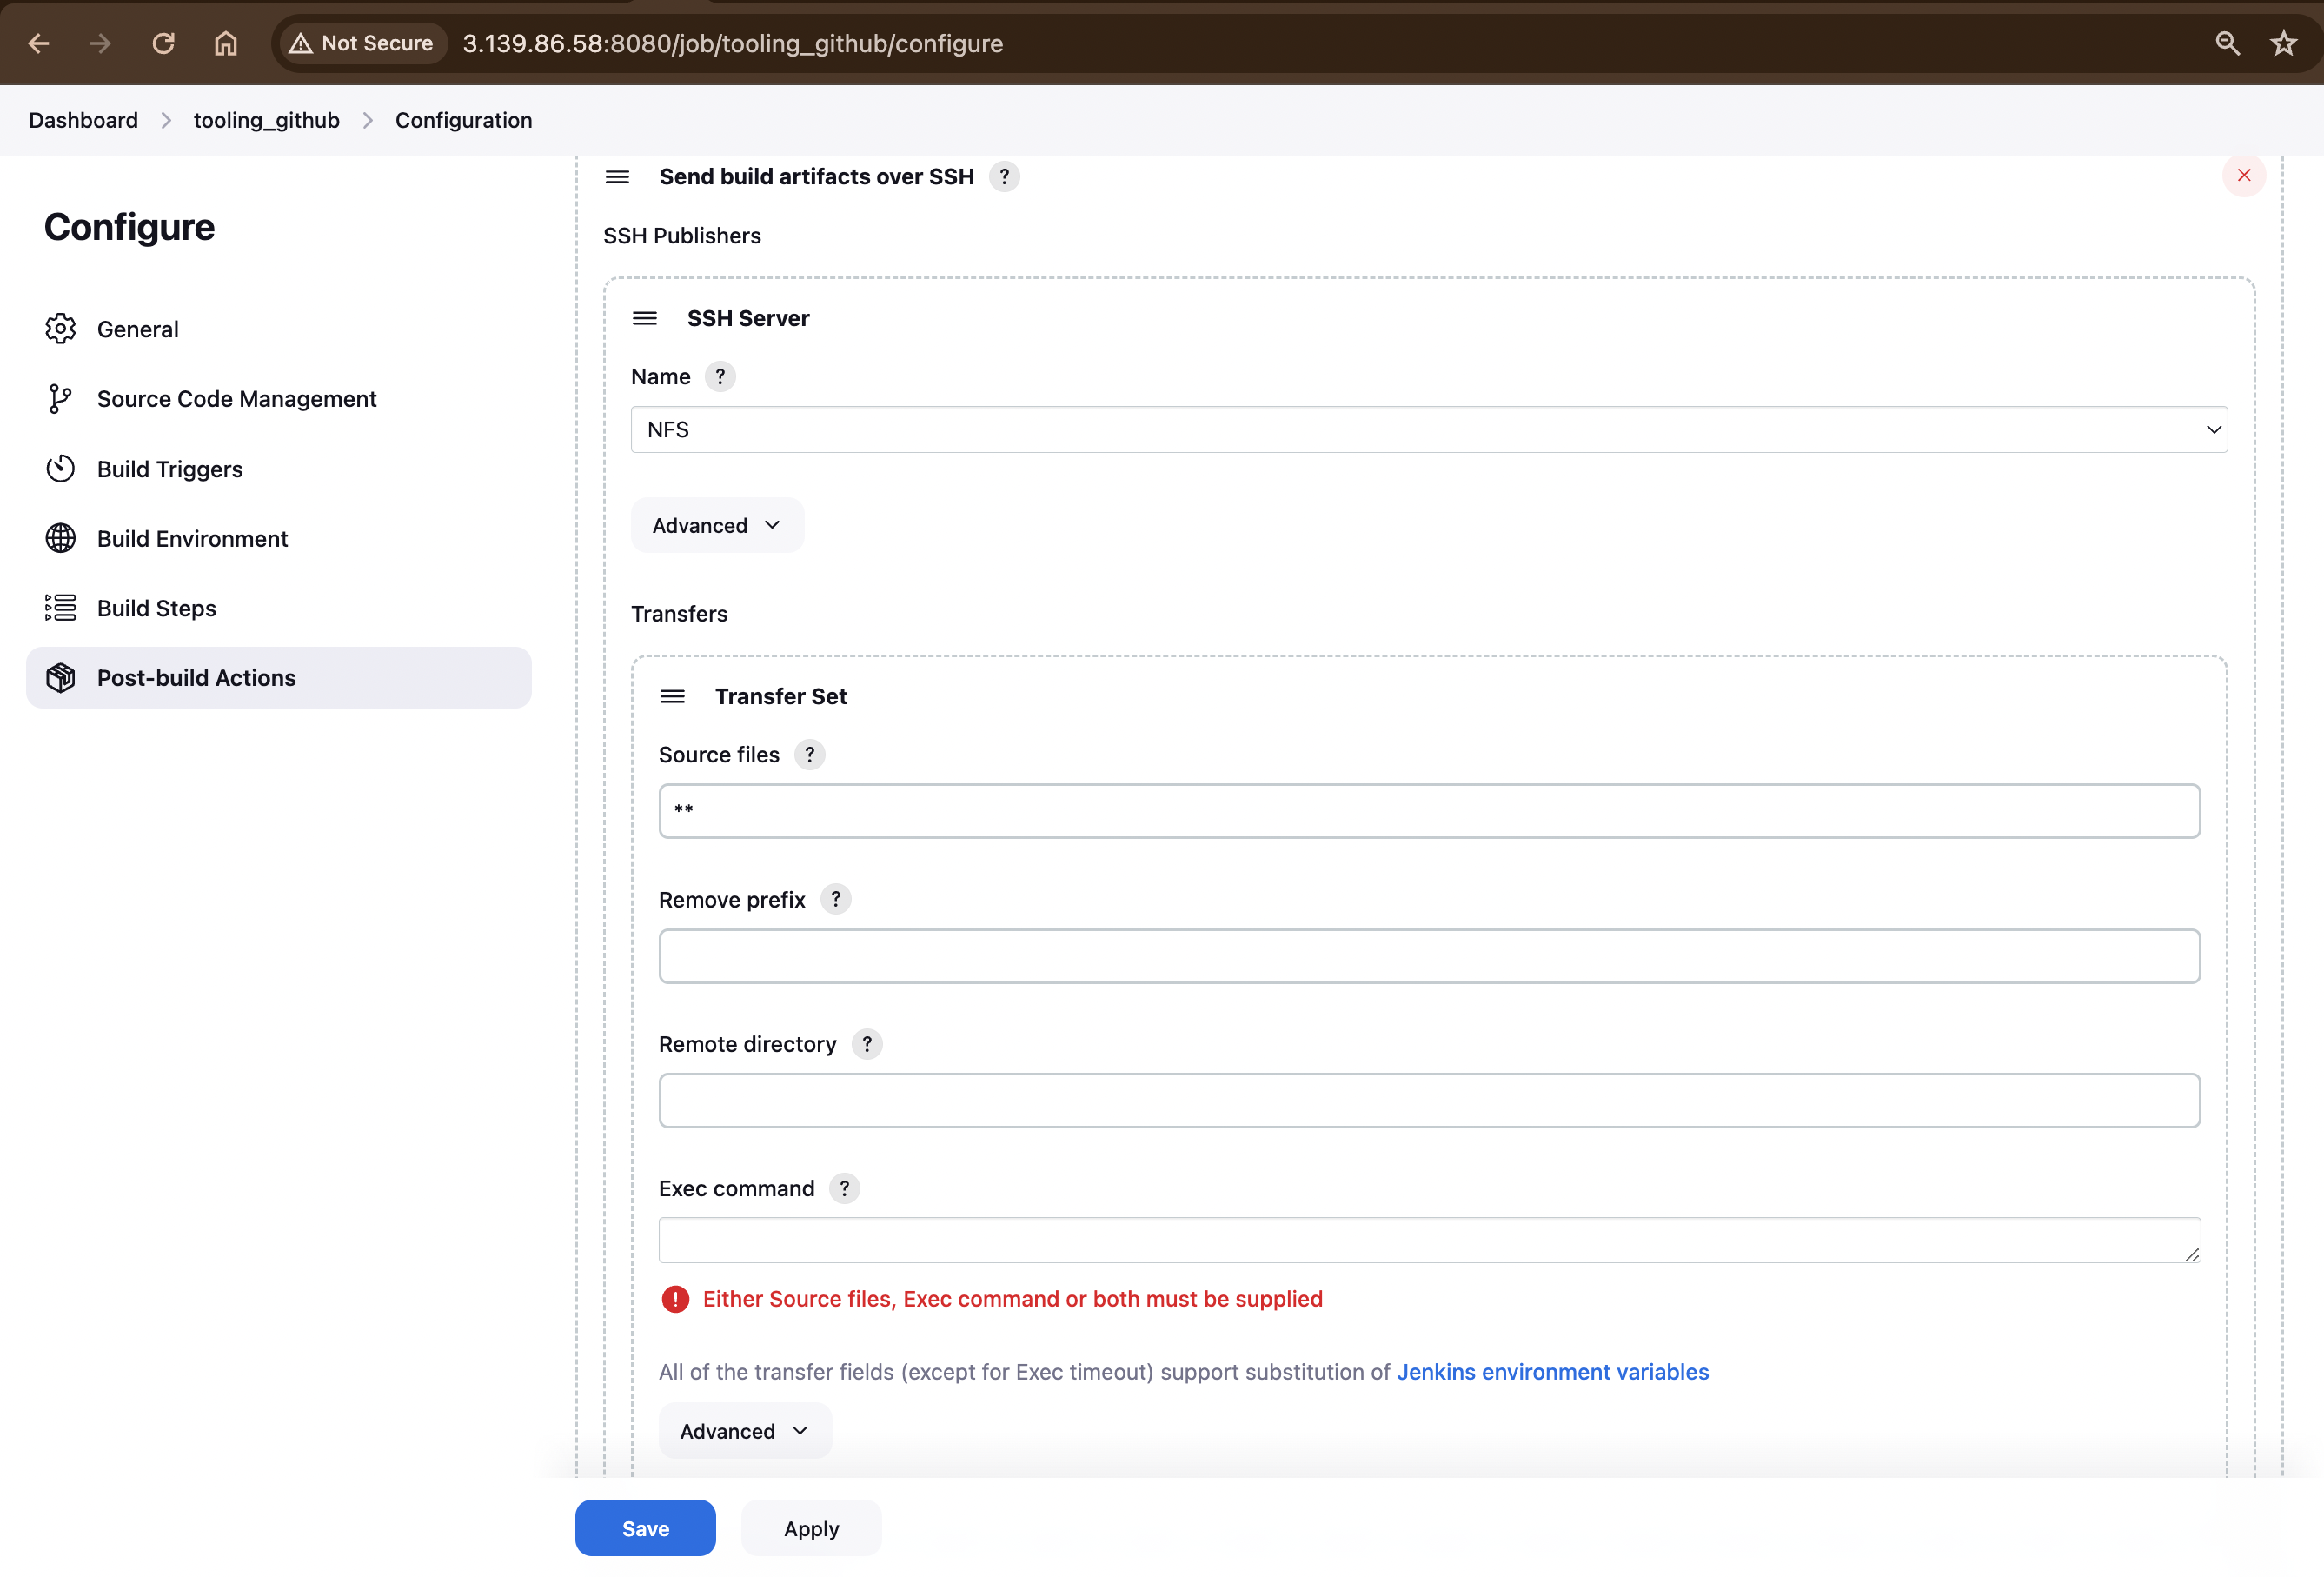 Not Secure 3.139.86.58:8080/job/tooling_github/configure
Dashboard > tooling_github > Configuration
Configure
General
Source Code Management
Build Triggers
Build Environment
Build Steps
Post-build Actions
Send build artifacts over SSH ?
SSH Publishers
SSH Server
Name ?
NFS
Advanced
Transfers
Transfer Set
Source files ?
**
Remove prefix ?
Remote directory ?
Exec command ?
Either Source files, Exec command or both must be supplied
All of the transfer fields (except for Exec timeout) support substitution of Jenkins environment variables
Advanced
Save Apply